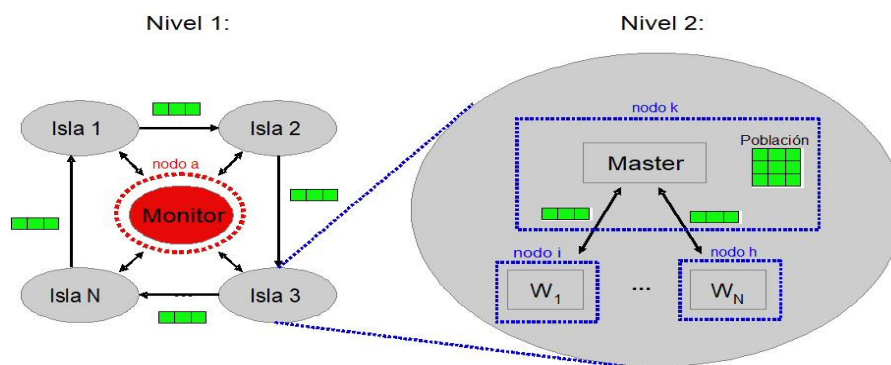 Nivel 1:
Nivel 2:
Isla 1
Isla 2
nodo a
Monitor
Isla N
Isla 3
...
nodo k
Población
Master
nodo i
nodo h
W1
...
WN